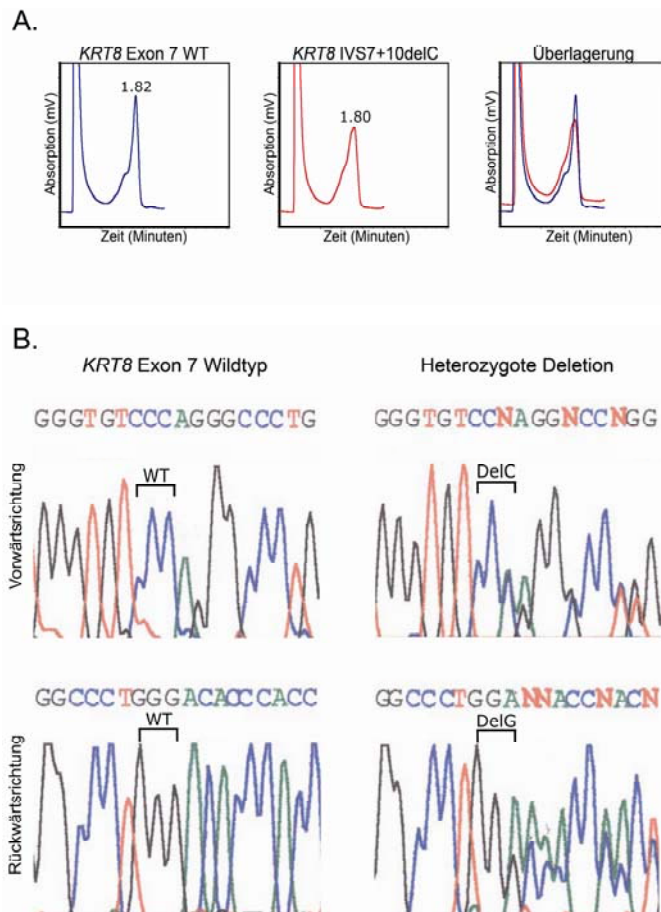 A.
KRT8 Exon 7 WT
KRT8 IVS7+10delC
Überlagerung
Absorption (mV)
1.82
Zeit (Minuten)
Absorption (mV)
1.80
Zeit (Minuten)
Absorption (mV)
Zeit (Minuten)
B.
KRT8 Exon 7 Wildtyp
Heterozygote Deletion
GGGTGTCCCAGGGCCCTG
GGGTGTCCNAGGNCCNGG
Vorwärtsrichtung
WT
DelC
GGCCCTGGGACACCCACC
GGCCCTGGANNACCNACN
Rückwärtsrichtung
WT
DelG